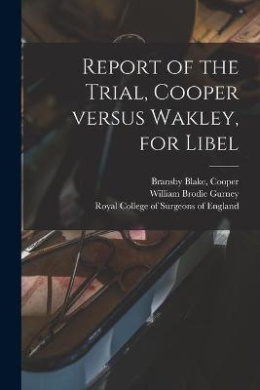 REPORT OF THE
TRIAL, COOPER
VERSUS WAKLEY,
FOR LIBEL
Bransby Blake, Cooper
William Brodie Gurney
Royal College of Surgeons of England